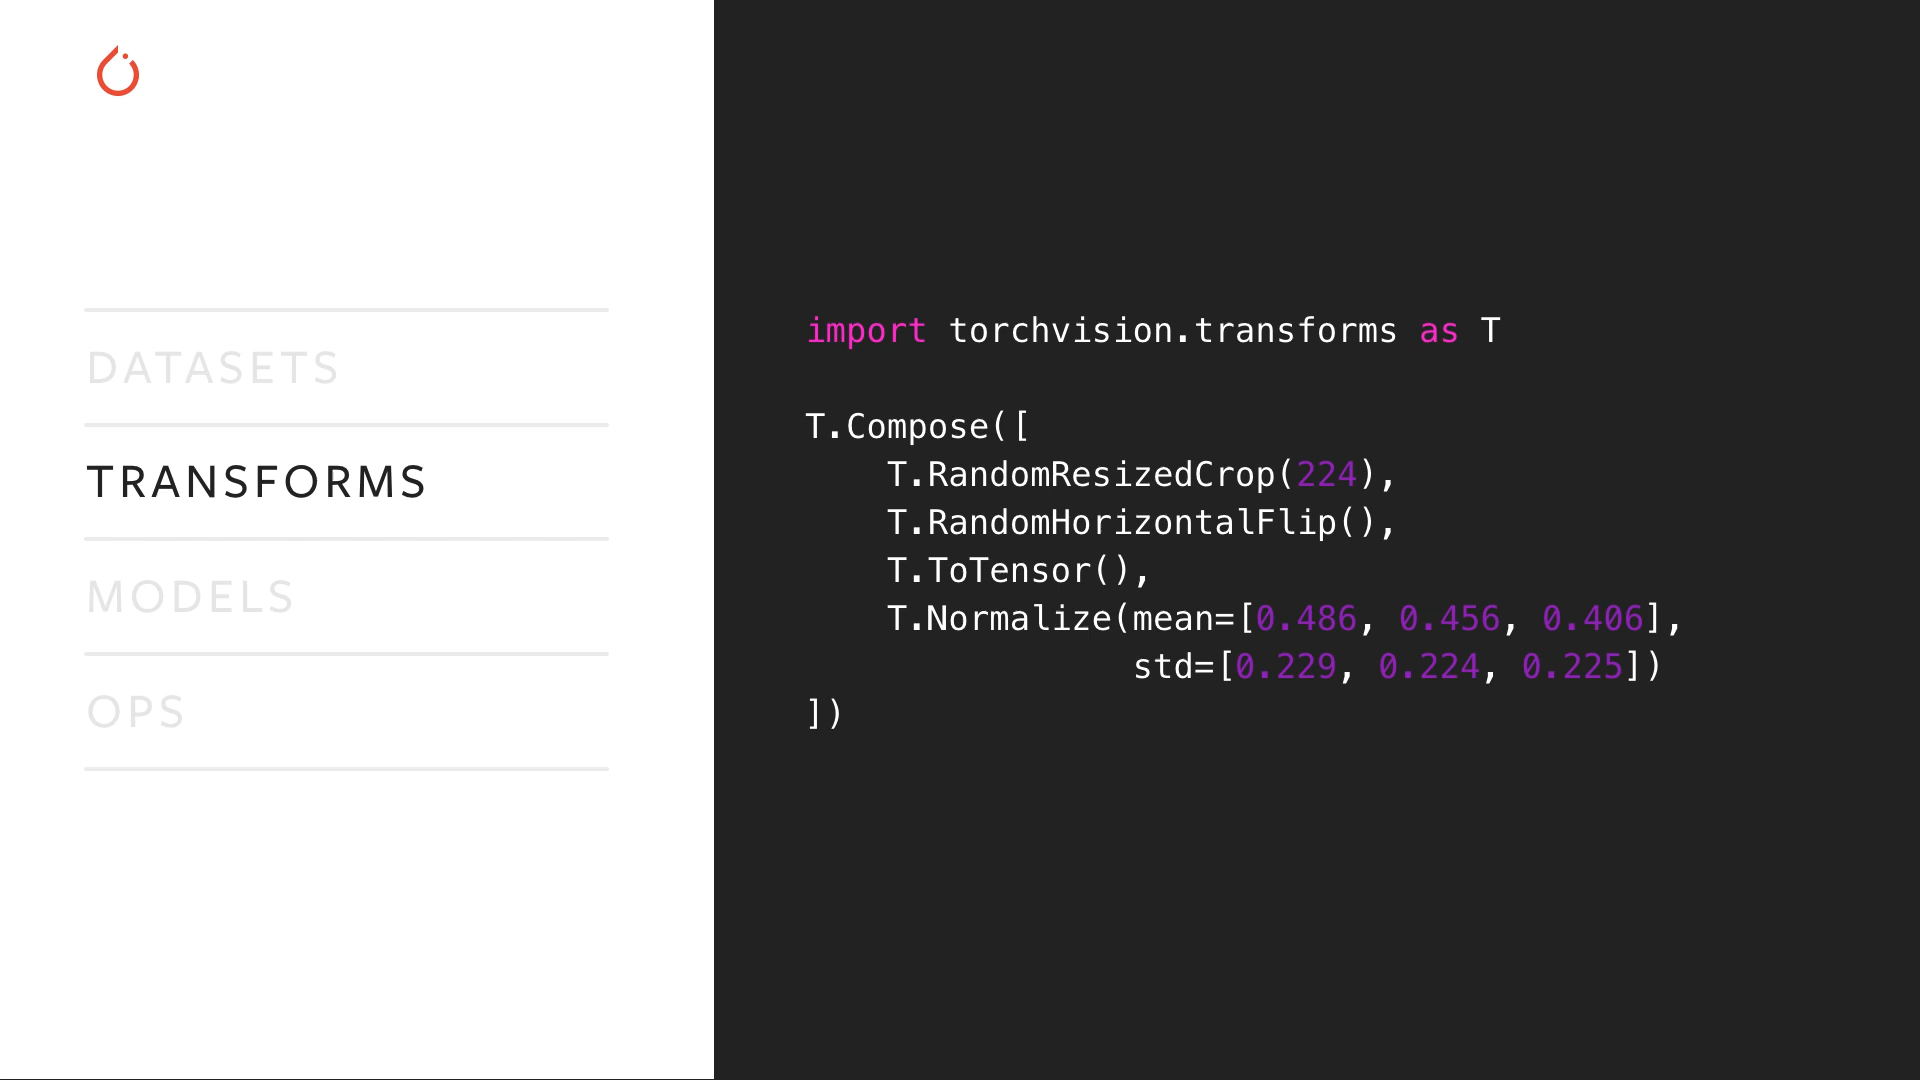 DATASETS
TRANSFORMS
MODELS
OPS
import torchvision.transforms as T
T.Compose([
    T.RandomResizedCrop(224),
    T.RandomHorizontalFlip(),
    T.ToTensor(),
    T.Normalize(mean=[0.486, 0.456, 0.406],
                std=[0.229, 0.224, 0.225])
])